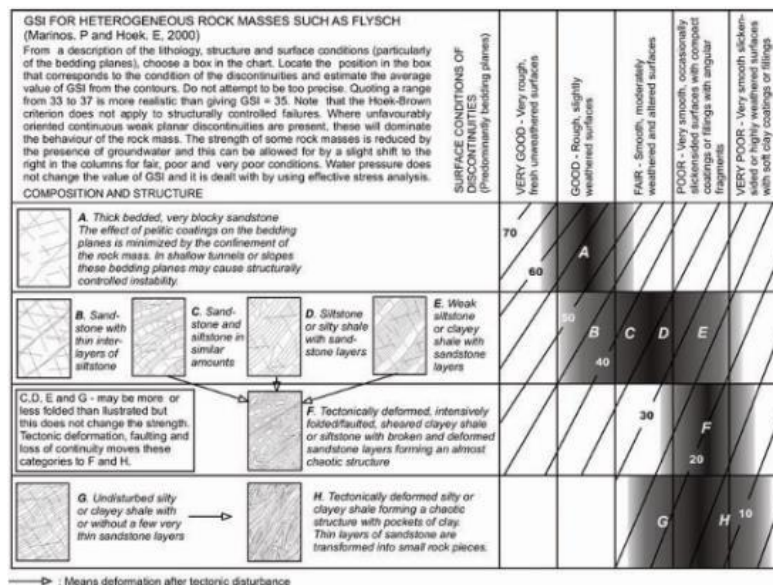 GSI FOR HETEROGENEOUS ROCK MASSES SUCH AS FLYSCH
(Marinos. P and Hoek. E, 2000)
From a description of the lithology, structure and surface conditions (particularly
of the bedding planes), choose a box in the chart. Locate the position in the box
that corresponds to the condition of the discontinuities and estimate the average
value of GSI from the contours. Do not attempt to be too precise. Quoting a range
from 33 to 37 is more realistic than giving GSI = 35. Note that the Hoek-Brown
criterion does not apply to structurally controlled failures. Where unfavourably
oriented continuous weak planar discontinuities are present, these will dominate
the behaviour of the rock mass. The strength of some rock masses is reduced by
the presence of groundwater and this can be allowed for by a slight shift to the
right in the columns for fair, poor and very poor conditions. Water pressure does
not change the value of GSI and it is dealt with by using effective stress analysis.
COMPOSITION AND STRUCTURE
SURFACE CONDITIONS OF
DISCONTINUITIES
(Predominantly bedding planes)
VERY GOOD - Very rough,
fresh unweathered surfaces
GOOD - Rough, slightly
weathered surfaces
FAIR - Smooth, moderately
weathered and altered surfaces
POOR - Very smooth, occasionally
slickensided surfaces with compact
coatings or fillings with angular
fragments
VERY POOR - Very smooth slicken-
sided or highly weathered surfaces
with soft clay coatings or fillings
A. Thick bedded, very blocky sandstone
The effect of pelitic coatings on the bedding
planes is minimized by the confinement of
the rock mass. In shallow tunnels or slopes
these bedding planes may cause structurally
controlled instability.
70
60
A
B. Sand-
stone with
thin inter-
layers of
siltstone
C. Sand-
stone and
siltstone in
similar
amounts
D. Siltstone
or silty shale
with sand-
stone layers
E. Weak
siltstone
or clayey
shale with
sandstone
layers
50
B
C
D
E
40
C,D, E and G - may be more or
less folded than llustrated but
this does not change the strength.
Tectonic deformation, faulting and
loss of continuity moves these
categories to F and H.
F. Tectonically deformed, intensively
folded/faulted, sheared clayey shale
or siltstone with broken and deformed
sandstone layers forming an almost
chaotic structure
30
F
20
G. Undisturbed silty
or clayey shale with
or without a few very
thin sandstone layers
H. Tectonically deformed silty or
clayey shale forming a chaotic
structure with pockets of clay.
Thin layers of sandstone are
transformed into small rock pieces.
G
H
10
: Means deformation after tectonic disturbance